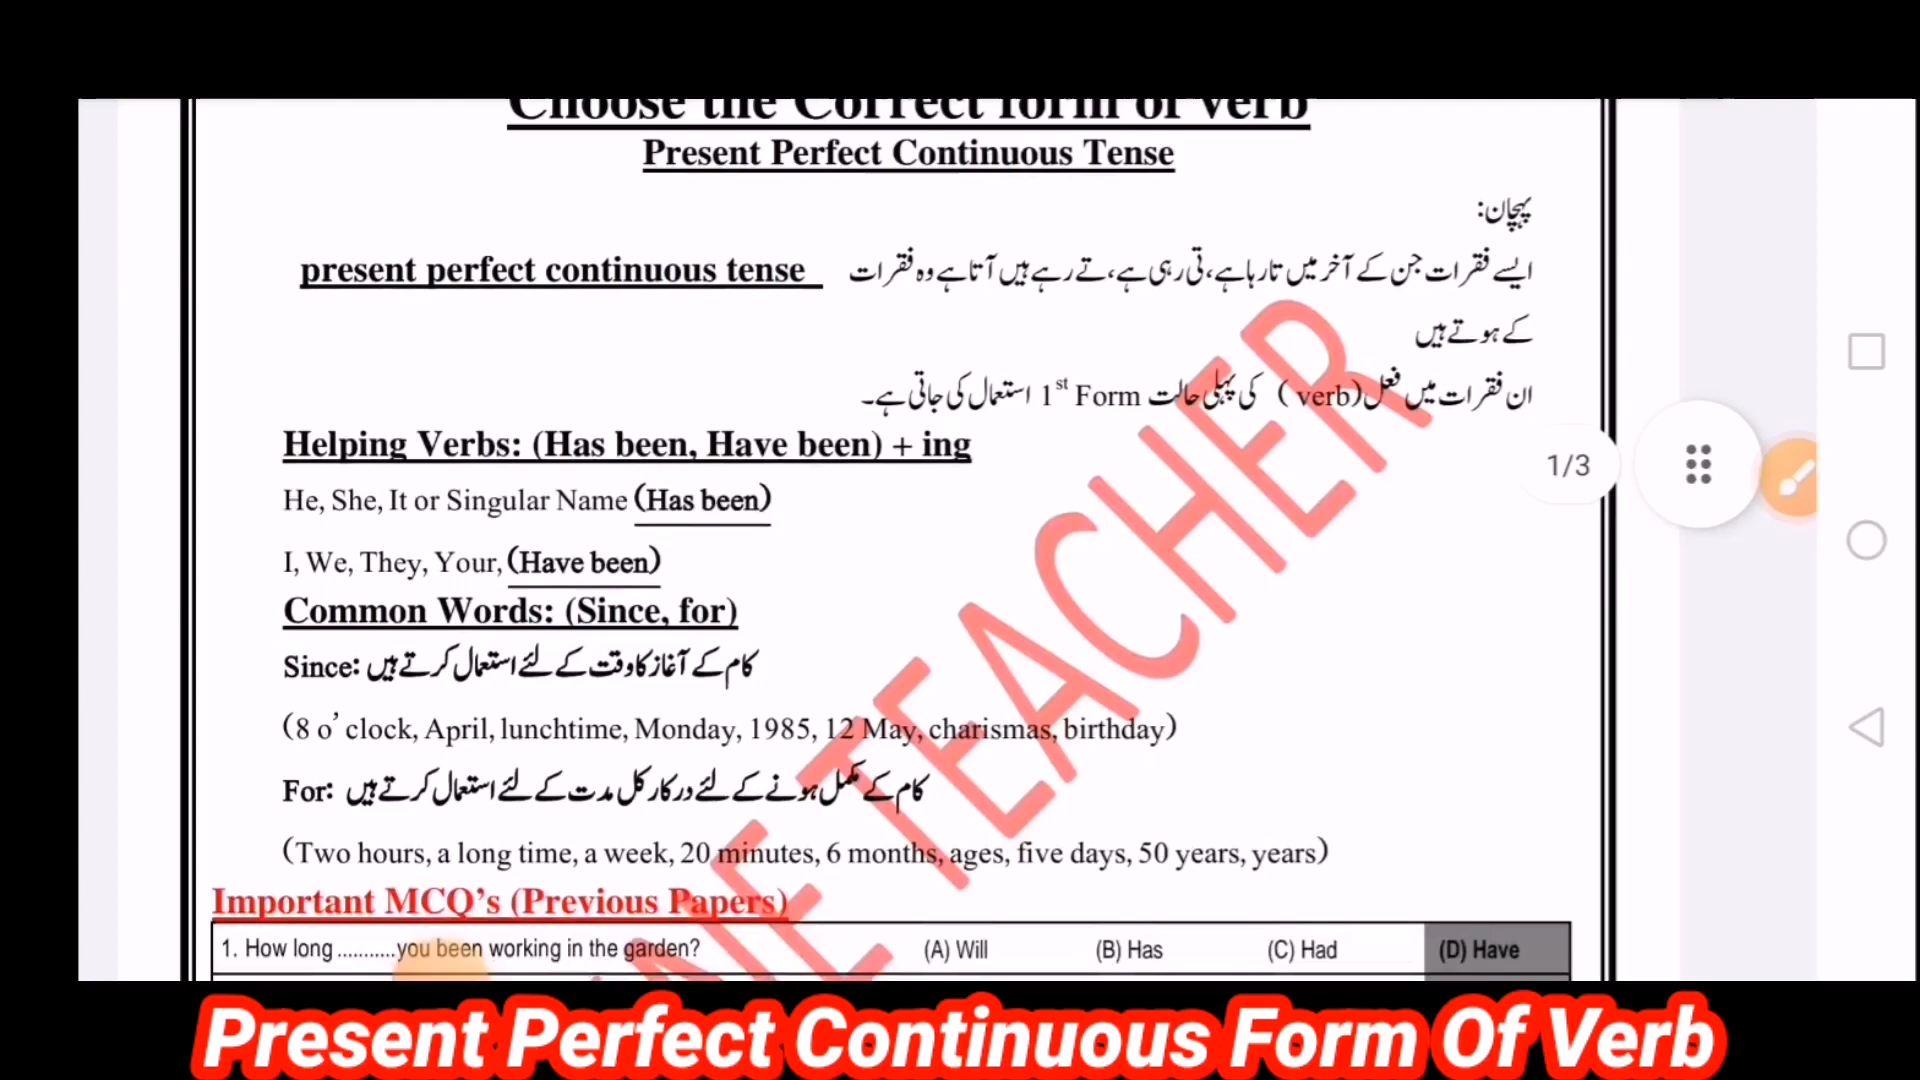 Choose the Correct form of verb
Present Perfect Continuous Tense
پہچان:
ایسے فقرات جن کے آخر میں تا رہا ہے، تی رہی ہے، تے رہے ہیں آتا ہے وہ فقرات present perfect continuous tense
کے ہوتے ہیں
ان فقرات میں فعل (verb) کی پہلی حالت 1st Form استعمال کی جاتی ہے۔
Helping Verbs: (Has been, Have been) + ing
He, She, It or Singular Name (Has been)
I, We, They, Your, (Have been)
Common Words: (Since, for)
Since: کام کے آغاز کا وقت کے لئے استعمال کرتے ہیں
(8 o’ clock, April, lunchtime, Monday, 1985, 12 May, charismas, birthday)
For: کام کے مکمل ہونے کے لئے درکار کل مدت کے لئے استعمال کرتے ہیں
(Two hours, a long time, a week, 20 minutes, 6 months, ages, five days, 50 years, years)
Important MCQ’s (Previous Papers)
1. How long ...........you been working in the garden? (A) Will (B) Has (C) Had (D) Have
TEACHER
1/3
Present Perfect Continuous Form Of Verb